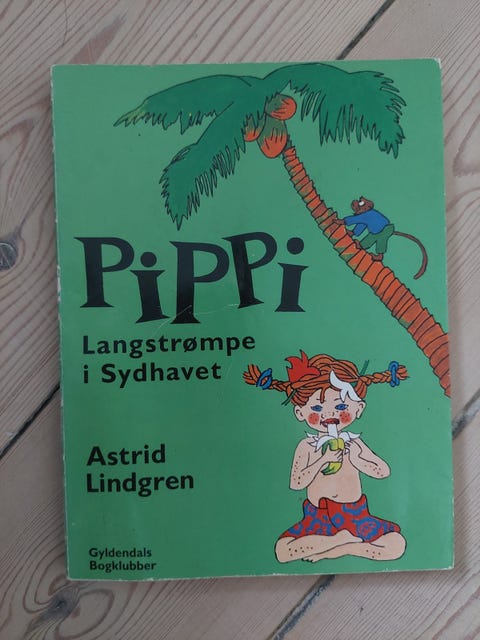 PiPPi
Langstrømpe
i Sydhavet
Astrid
Lindgren
Gyldendals
Bogklubber